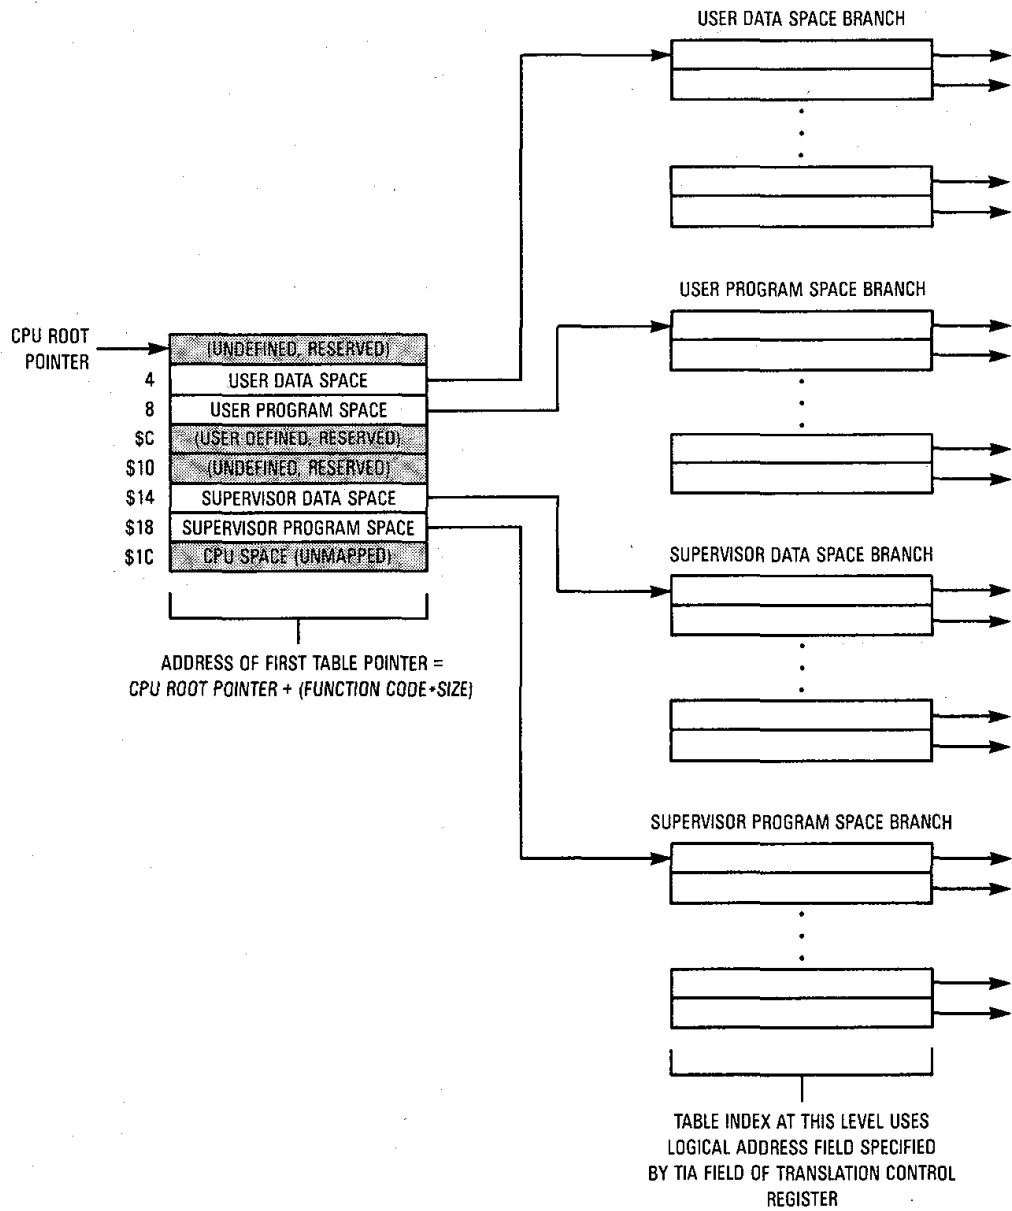 USER DATA SPACE BRANCH
USER PROGRAM SPACE BRANCH
CPU ROOT
POINTER
(UNDEFINED, RESERVED)
4 USER DATA SPACE
8 USER PROGRAM SPACE
$C (USER DEFINED, RESERVED)
$10 (UNDEFINED, RESERVED)
$14 SUPERVISOR DATA SPACE
$18 SUPERVISOR PROGRAM SPACE
$1C CPU SPACE (UNMAPPED)
SUPERVISOR DATA SPACE BRANCH
ADDRESS OF FIRST TABLE POINTER =
CPU ROOT POINTER + (FUNCTION CODE*SIZE)
SUPERVISOR PROGRAM SPACE BRANCH
TABLE INDEX AT THIS LEVEL USES
LOGICAL ADDRESS FIELD SPECIFIED
BY TIA FIELD OF TRANSLATION CONTROL
REGISTER